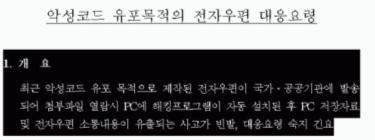 악성코드 유포목적의 전자우편 대응요령
1. 개 요
최근 악성코드 유포 목적으로 제작된 전자우편이 국가·공공기관에 발송
되어 첨부파일 열람시 PC에 해킹프로그램이 자동 설치된 후 PC 저장자료
및 전자우편 소통내용이 유출되는 사고가 빈발, 대응요령 숙지 긴요